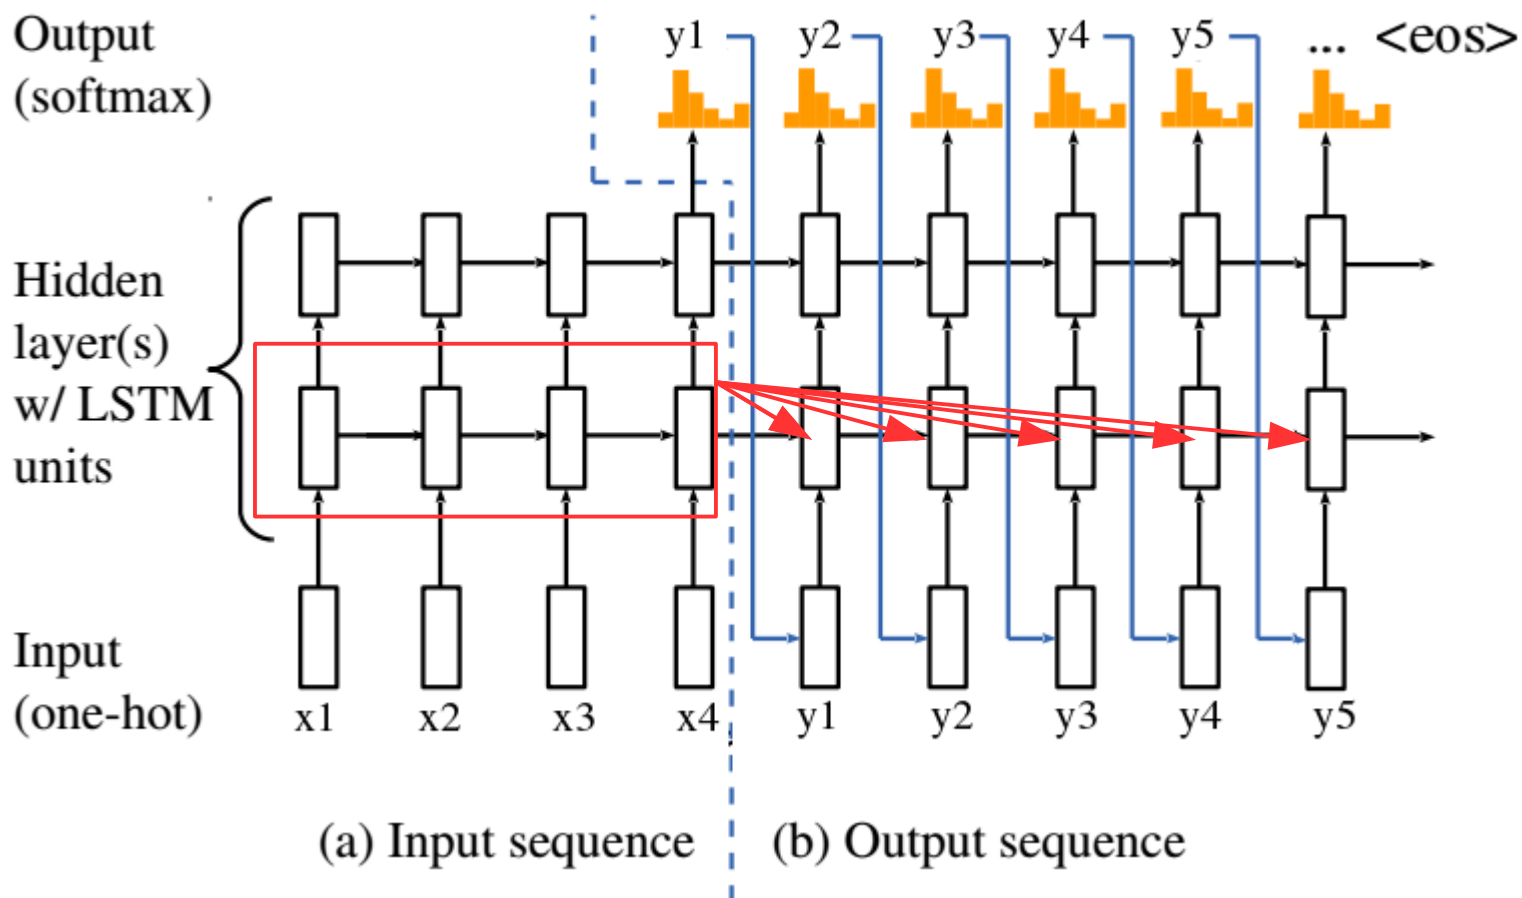 Output
(softmax)
y1 y2 y3 y4 y5 ... <eos>
Hidden
layer(s)
w/ LSTM
units
Input
(one-hot)
x1 x2 x3 x4 y1 y2 y3 y4 y5
(a) Input sequence
(b) Output sequence